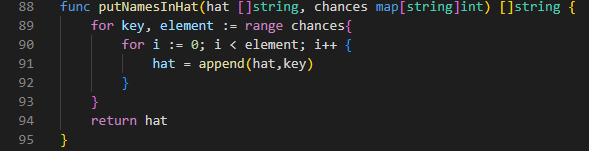 88 func putNamesInHat(hat []string, chances map[string]int) []string {
89     for key, element := range chances{
90         for i := 0; i < element; i++ {
91             hat = append(hat,key)
92         }
93     }
94     return hat
95 }